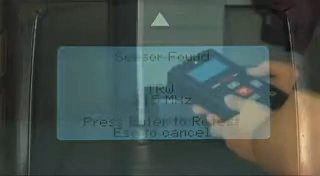 Sensor Found
TRW
MHz
Press Enter to
Esc to cancel